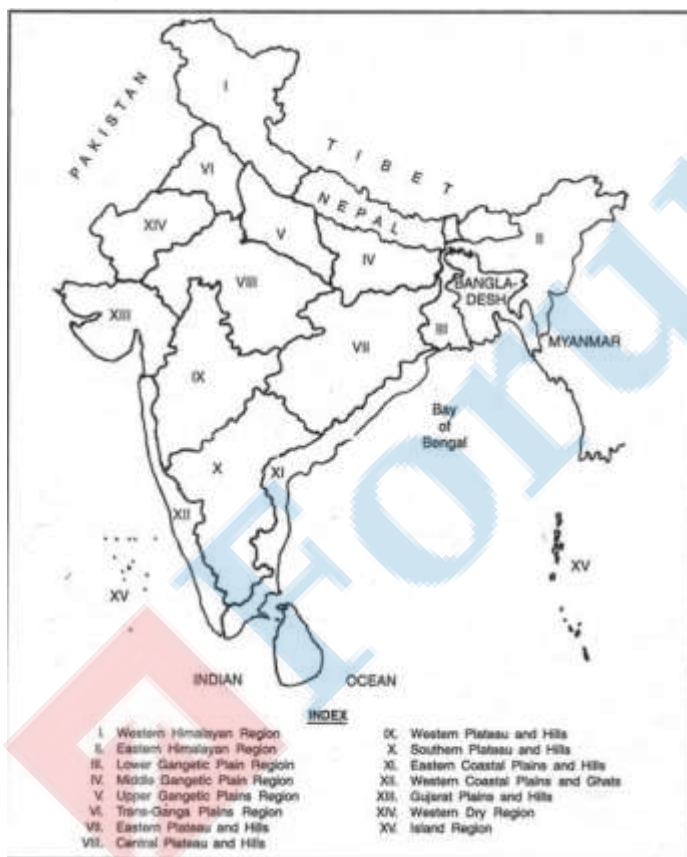 I
PAKISTAN
TIBET
VI
NEPAL
XIV
V
II
IV
VIII
BANGLA-
DESH
XIII
III
MYANMAR
VII
IX
Bay
of
Bengal
X
XI
XII
XV
XV
INDIAN
OCEAN
INDEX
I. Western Himalayan Region
II. Eastern Himalayan Region
III. Lower Gangetic Plain Regioin
IV. Middle Gangetic Plain Region
V. Upper Gangetic Plains Region
VI. Trans-Ganga Plains Region
VII. Eastern Plateau and Hills
VIII. Central Plateau and Hills
IX. Western Plateau and Hills
X. Southern Plateau and Hills
XI. Eastern Coastal Plains and Hills
XII. Western Coastal Plains and Ghats
XIII. Gujarat Plains and Hills
XIV. Western Dry Region
XV. Island Region
Foru